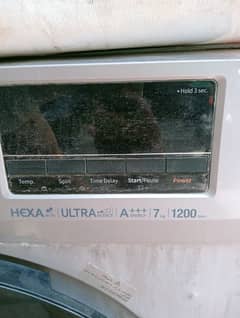 • Hold 3 sec.
Temp. Spin Time Delay Start/Pause Power
HEXA | ULTRA | A+++ | 7 | 1200